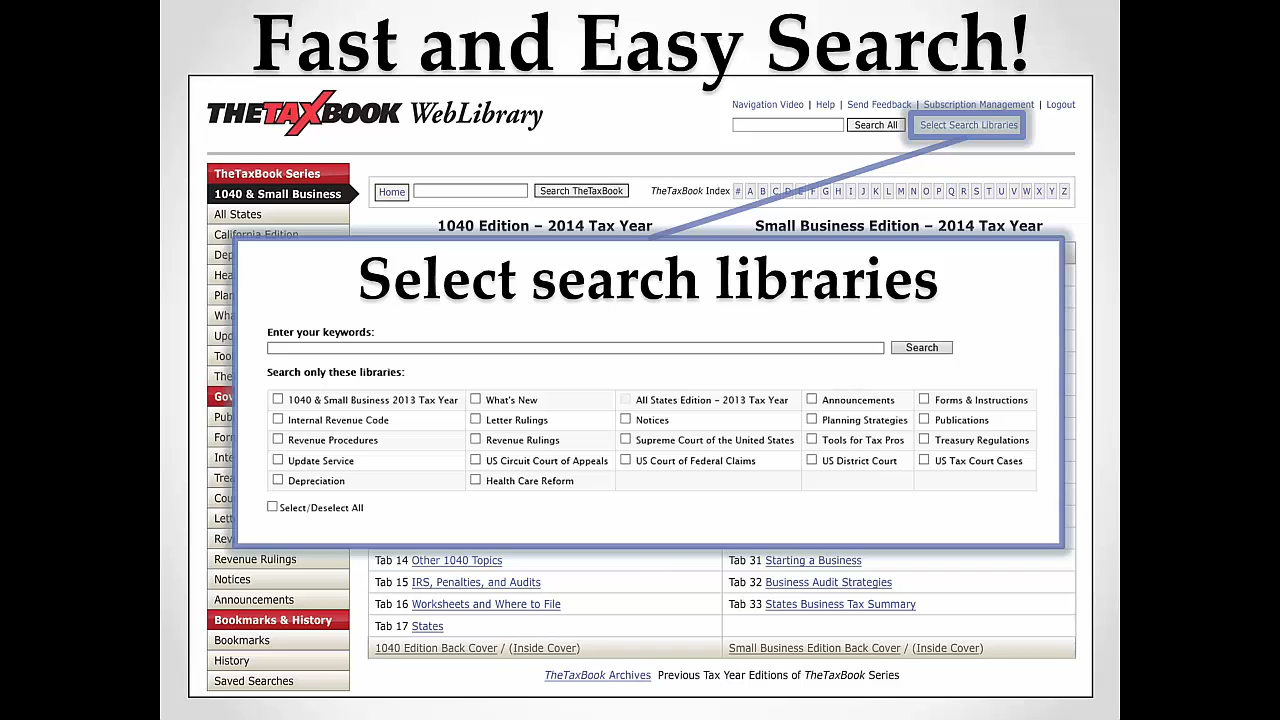 Fast and Easy Search!
THETAXBOOK WebLibrary
Navigation Video | Help | Send Feedback | Subscription Management | Logout
Search All Select Search Libraries
TheTaxBook Series
1040 & Small Business
All States
California Edition
Home Search TheTaxBook TheTaxBook Index # A B C D E F G H I J K L M N O P Q R S T U V W X Y Z
1040 Edition – 2014 Tax Year Small Business Edition – 2014 Tax Year
Select search libraries
Enter your keywords:
Search
Search only these libraries:
1040 & Small Business 2013 Tax Year What's New All States Edition – 2013 Tax Year Announcements Forms & Instructions
Internal Revenue Code Letter Rulings Notices Planning Strategies Publications
Revenue Procedures Revenue Rulings Supreme Court of the United States Tools for Tax Pros Treasury Regulations
Update Service US Circuit Court of Appeals US Court of Federal Claims US District Court US Tax Court Cases
Depreciation Health Care Reform
Select/Deselect All
Revenue Rulings
Notices
Announcements
Bookmarks & History
Bookmarks
History
Saved Searches
Tab 14 Other 1040 Topics Tab 31 Starting a Business
Tab 15 IRS, Penalties, and Audits Tab 32 Business Audit Strategies
Tab 16 Worksheets and Where to File Tab 33 States Business Tax Summary
Tab 17 States
1040 Edition Back Cover / (Inside Cover) Small Business Edition Back Cover / (Inside Cover)
TheTaxBook Archives Previous Tax Year Editions of TheTaxBook Series